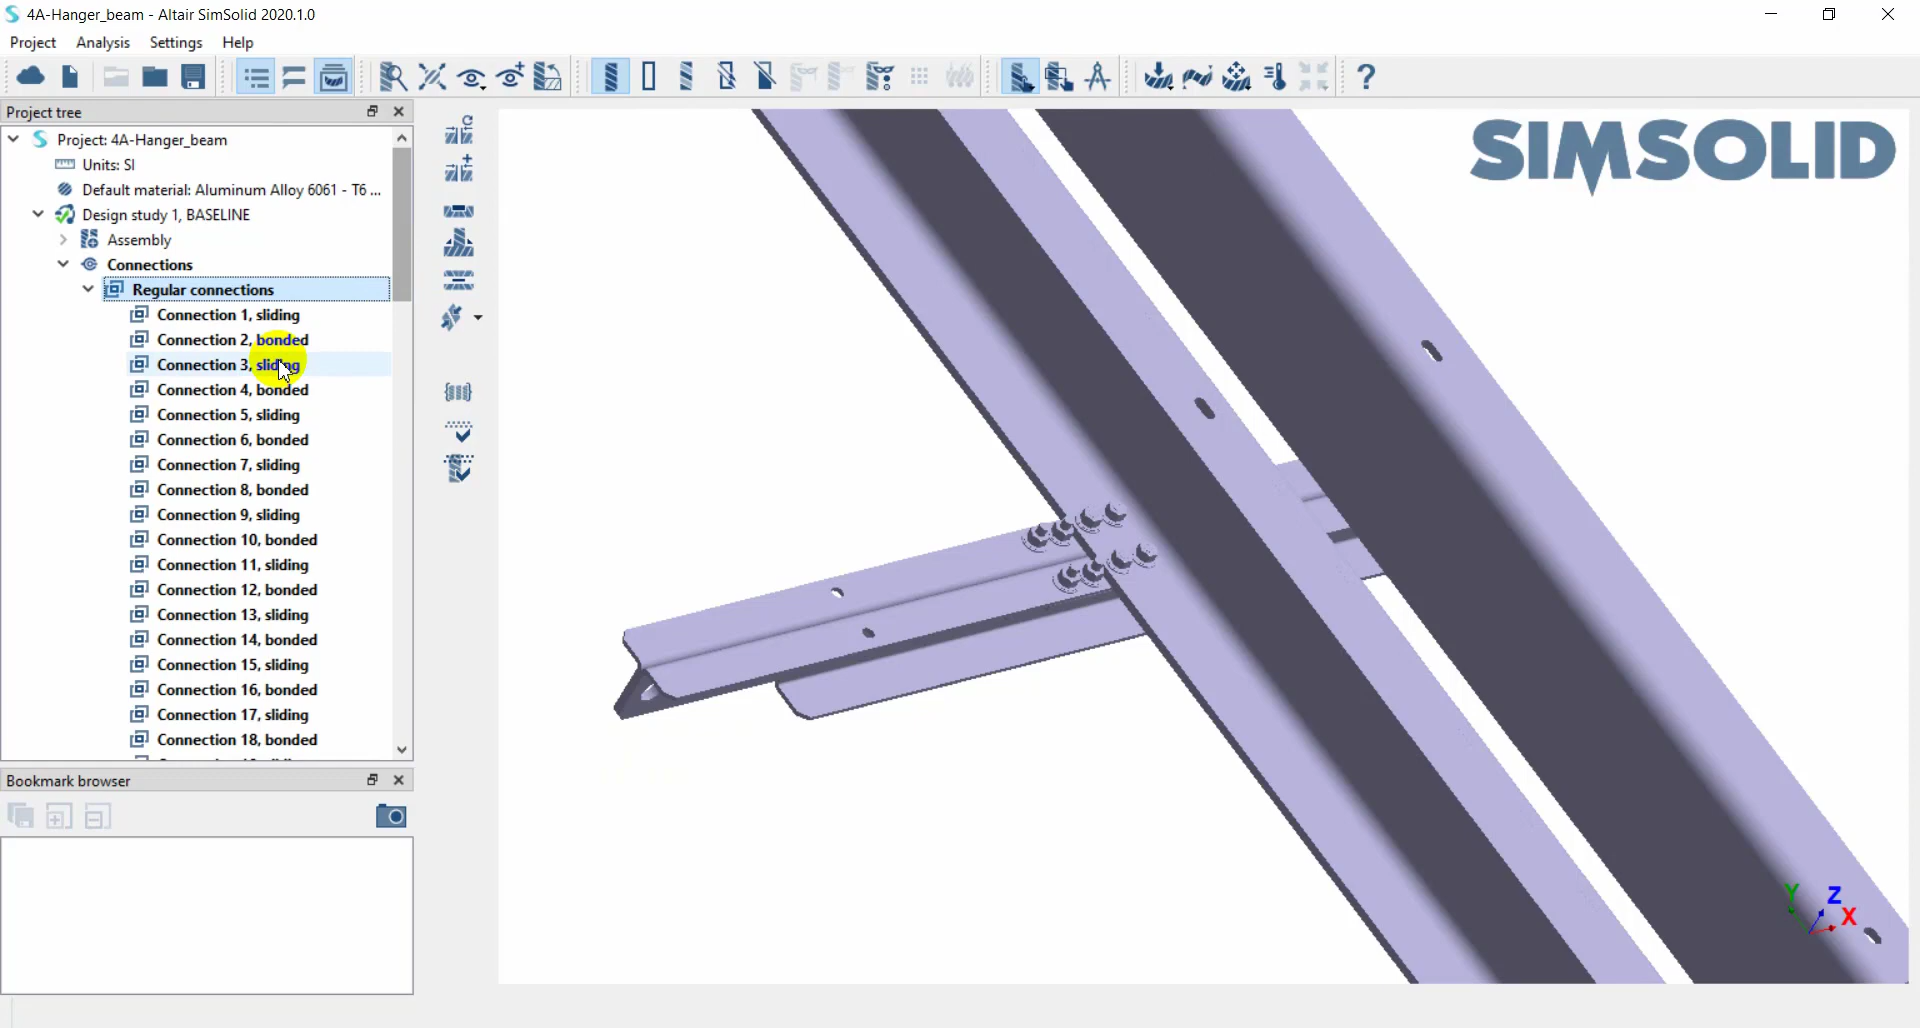 4A-Hanger_beam - Altair SimSolid 2020.1.0
Project Analysis Settings Help
Project tree
Project: 4A-Hanger_beam
Units: SI
Default material: Aluminum Alloy 6061 - T6 ...
Design study 1, BASELINE
Assembly
Connections
Regular connections
Connection 1, sliding
Connection 2, bonded
Connection 3, sliding
Connection 4, bonded
Connection 5, sliding
Connection 6, bonded
Connection 7, sliding
Connection 8, bonded
Connection 9, sliding
Connection 10, bonded
Connection 11, sliding
Connection 12, bonded
Connection 13, sliding
Connection 14, bonded
Connection 15, sliding
Connection 16, bonded
Connection 17, sliding
Connection 18, bonded
Bookmark browser
SIMSOLID
Y Z X